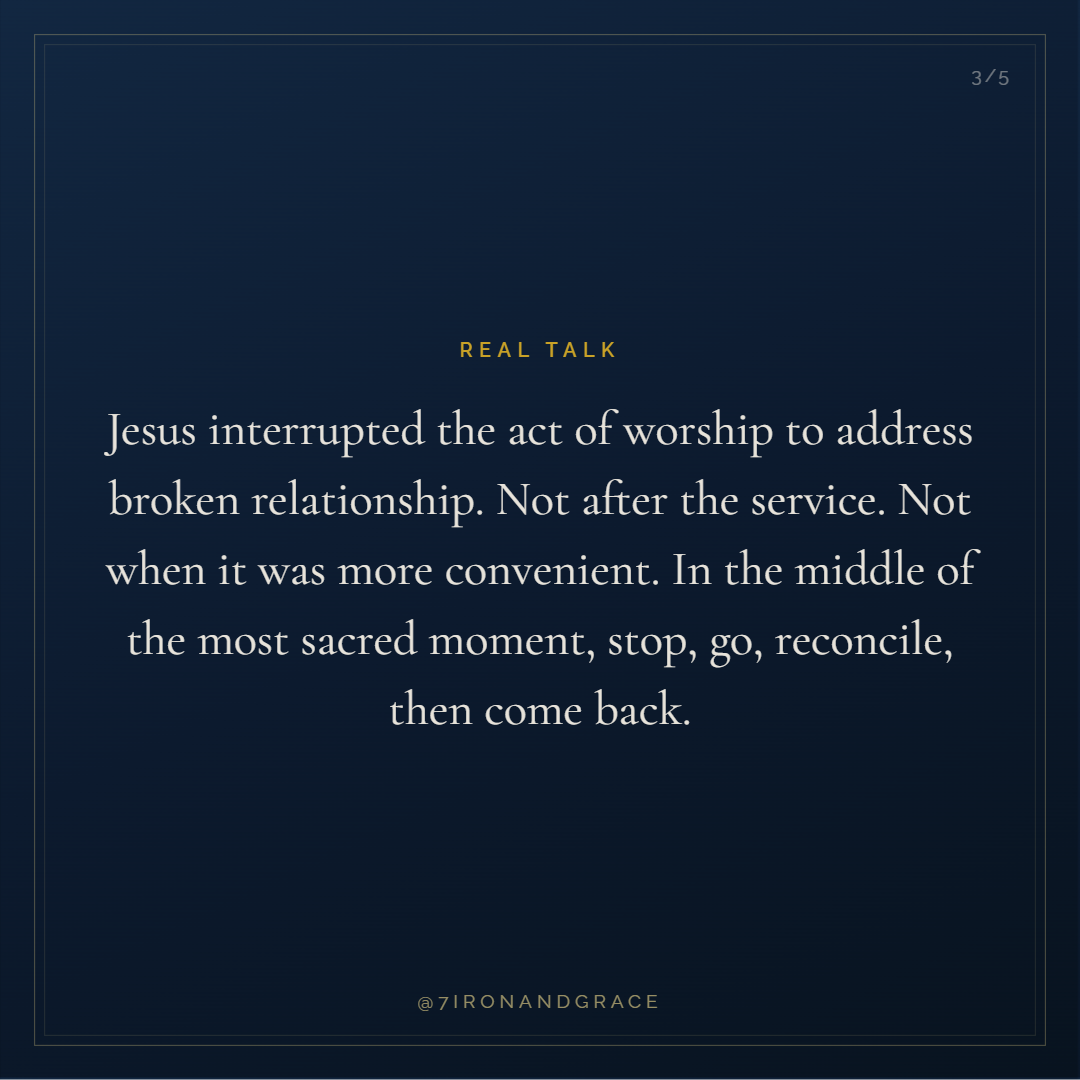 3/5
REAL TALK
Jesus interrupted the act of worship to address
broken relationship. Not after the service. Not
when it was more convenient. In the middle of
the most sacred moment, stop, go, reconcile,
then come back.
@7IRONANDGRACE